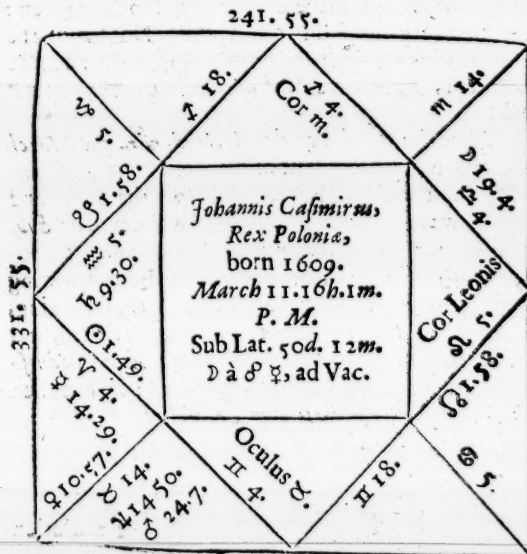 241. 55.
♑ 5.
♐ 18.
♐ 4.
Cor ♏.
♏ 14.
☋ 1.58.
☽ 19.4.
♎ 4.
Johannis Casimirus,
Rex Poloniæ,
born 1609.
March 11.16h.1m.
P. M.
Sub Lat. 50d. 12m.
☽ à ☍ ☿, ad Vac.
♒ 5.
♄ 9.30.
331. 55.
Cor Leonis
♌ 5.
☊ 1.58.
☉ 1.49.
♈ 4.
☿ 14.29.
♀ 10.57.
♉ 14.
♃ 14 50.
♂ 24.7.
Oculus ♉.
♊ 4.
♊ 18.
♋ 5.